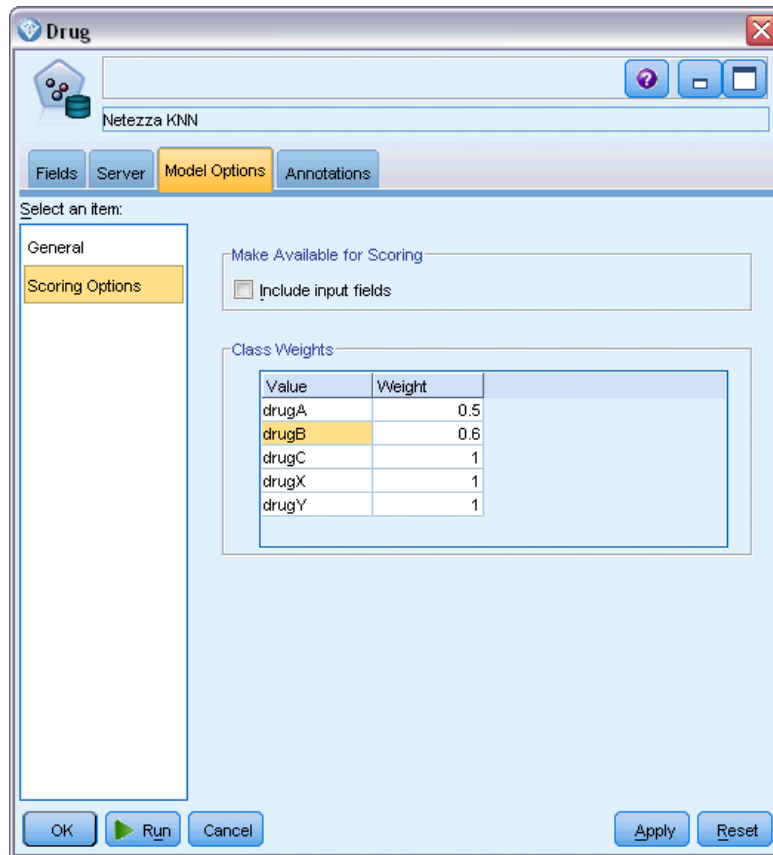 Drug
?
Netezza KNN
Fields Server Model Options Annotations
Select an item:
General
Scoring Options
Make Available for Scoring
Include input fields
Class Weights
Value Weight
drugA 0.5
drugB 0.6
drugC 1
drugX 1
drugY 1
OK Run Cancel Apply Reset